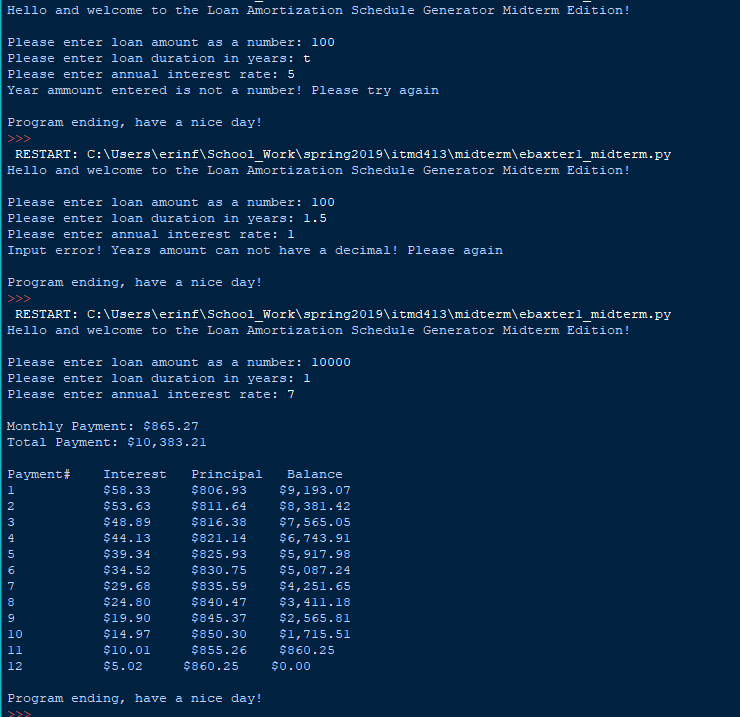 Hello and welcome to the Loan Amortization Schedule Generator Midterm Edition!
Please enter loan amount as a number: 100
Please enter loan duration in years: t
Please enter annual interest rate: 5
Year ammount entered is not a number! Please try again
Program ending, have a nice day!
>>>
RESTART: C:\Users\erinf\School_Work\spring2019\itmd413\midterm\ebaxter1_midterm.py
Hello and welcome to the Loan Amortization Schedule Generator Midterm Edition!
Please enter loan amount as a number: 100
Please enter loan duration in years: 1.5
Please enter annual interest rate: 1
Input error! Years amount can not have a decimal! Please again
Program ending, have a nice day!
>>>
RESTART: C:\Users\erinf\School_Work\spring2019\itmd413\midterm\ebaxter1_midterm.py
Hello and welcome to the Loan Amortization Schedule Generator Midterm Edition!
Please enter loan amount as a number: 10000
Please enter loan duration in years: 1
Please enter annual interest rate: 7
Monthly Payment: $865.27
Total Payment: $10,383.21
Payment# Interest Principal Balance
1 $58.33 $806.93 $9,193.07
2 $53.63 $811.64 $8,381.42
3 $48.89 $816.38 $7,565.05
4 $44.13 $821.14 $6,743.91
5 $39.34 $825.93 $5,917.98
6 $34.52 $830.75 $5,087.24
7 $29.68 $835.59 $4,251.65
8 $24.80 $840.47 $3,411.18
9 $19.90 $845.37 $2,565.81
10 $14.97 $850.30 $1,715.51
11 $10.01 $855.26 $860.25
12 $5.02 $860.25 $0.00
Program ending, have a nice day!
>>>